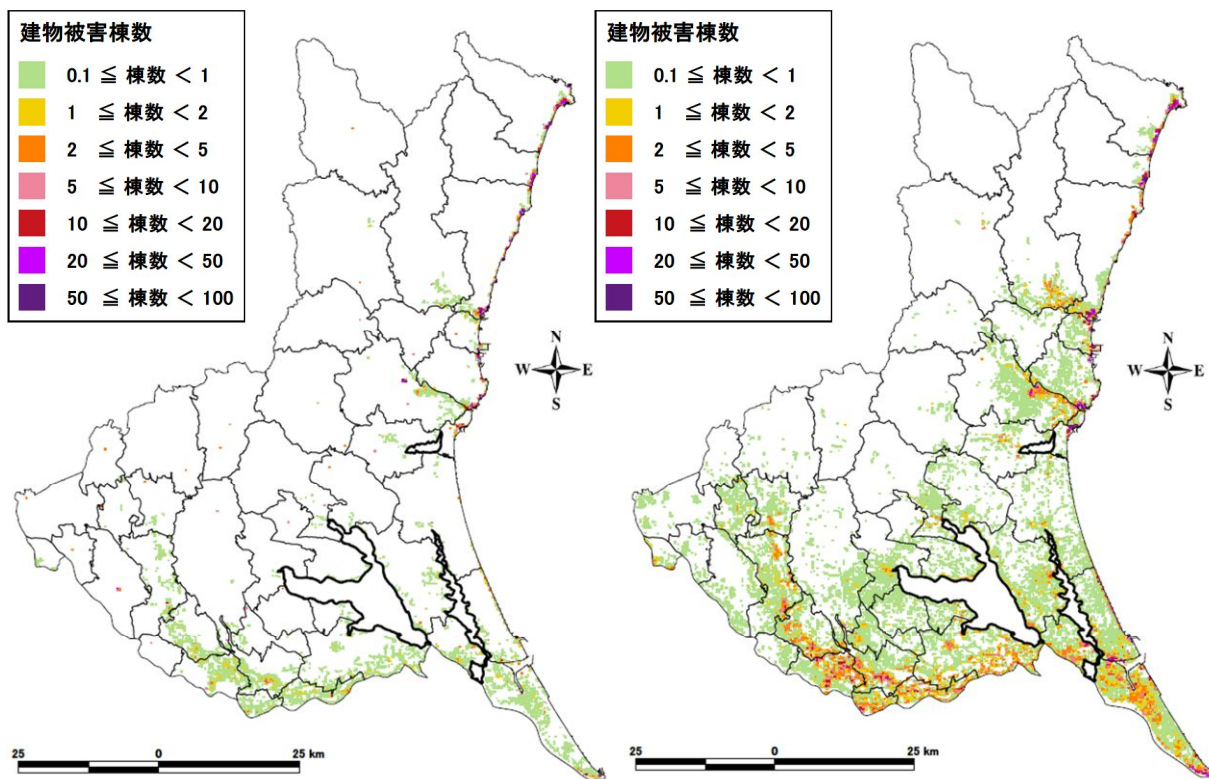 建物被害棟数
0.1 ≦ 棟数 < 1
1 ≦ 棟数 < 2
2 ≦ 棟数 < 5
5 ≦ 棟数 < 10
10 ≦ 棟数 < 20
20 ≦ 棟数 < 50
50 ≦ 棟数 < 100
N
W E
S
25 0 25 km
建物被害棟数
0.1 ≦ 棟数 < 1
1 ≦ 棟数 < 2
2 ≦ 棟数 < 5
5 ≦ 棟数 < 10
10 ≦ 棟数 < 20
20 ≦ 棟数 < 50
50 ≦ 棟数 < 100
N
W E
S
25 0 25 km